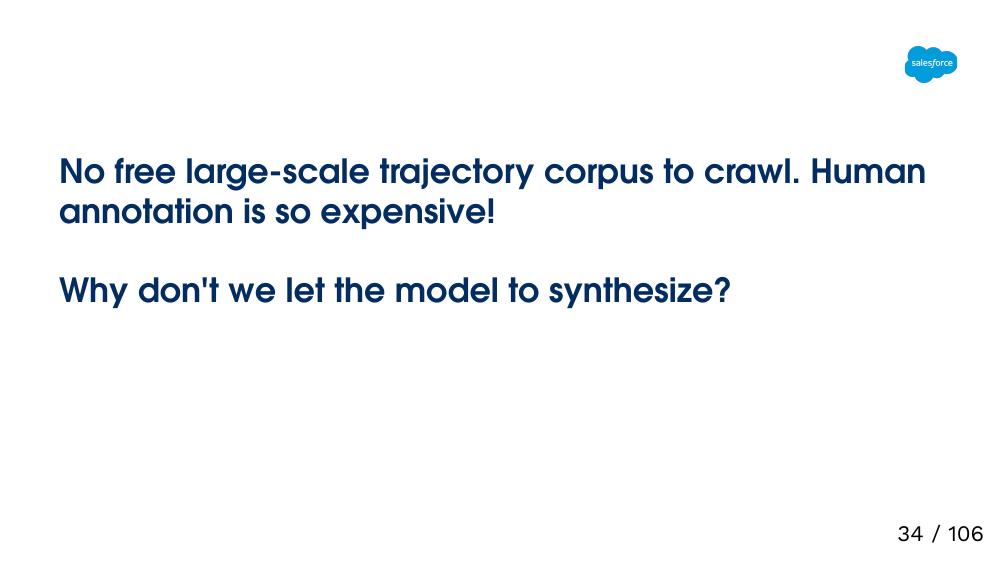 salesforce
No free large-scale trajectory corpus to crawl. Human
annotation is so expensive!
Why don't we let the model to synthesize?
34 / 106